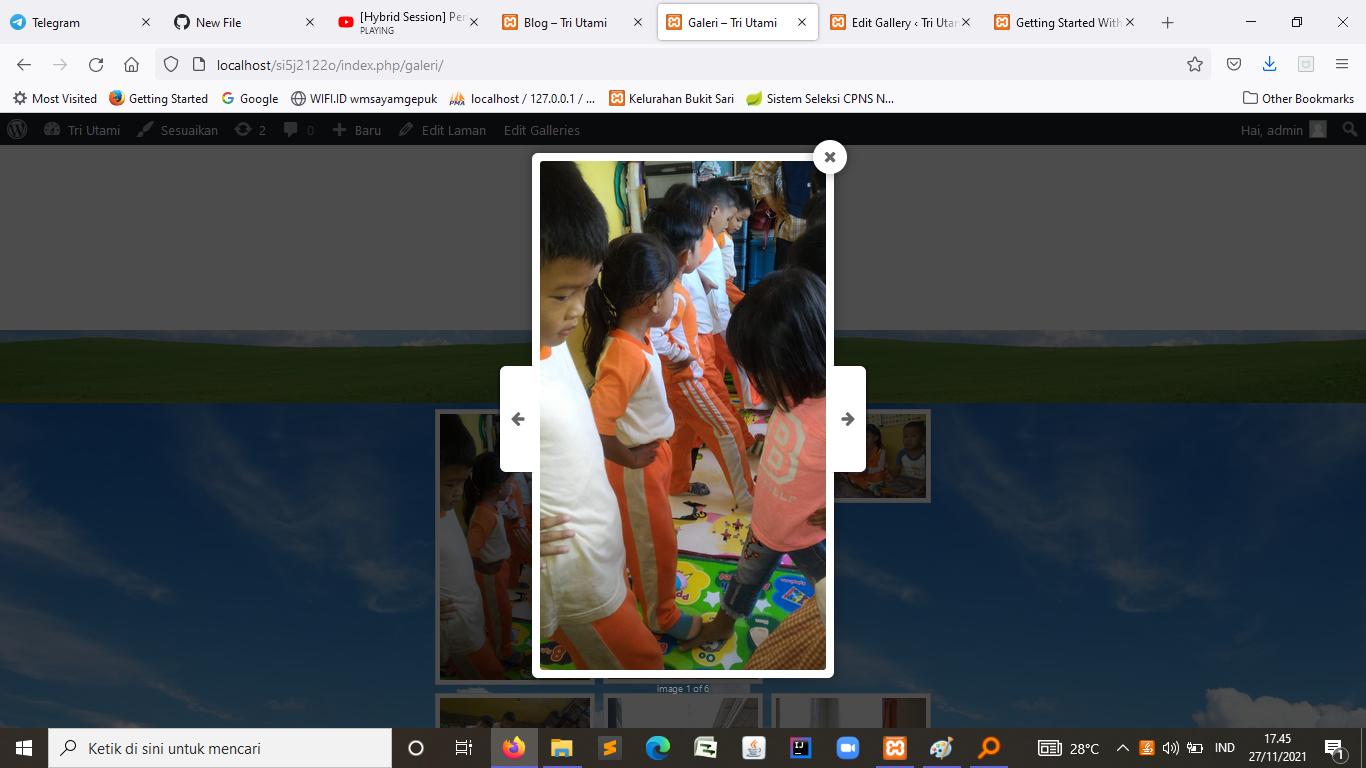 Telegram
New File
[Hybrid Session] Per
PLAYING
Blog – Tri Utami
Galeri – Tri Utami
Edit Gallery ‹ Tri Utam
Getting Started With
localhost/si5j2122o/index.php/galeri/
Most Visited
Getting Started
Google
WIFI.ID wmsayamgepuk
localhost / 127.0.0.1 / ...
Kelurahan Bukit Sari
Sistem Seleksi CPNS N...
Other Bookmarks
Tri Utami
Sesuaikan
2
0
Baru
Edit Laman
Edit Galleries
Hai, admin
B
image 1 of 6
Ketik di sini untuk mencari
28°C
IND
17.45
27/11/2021
1